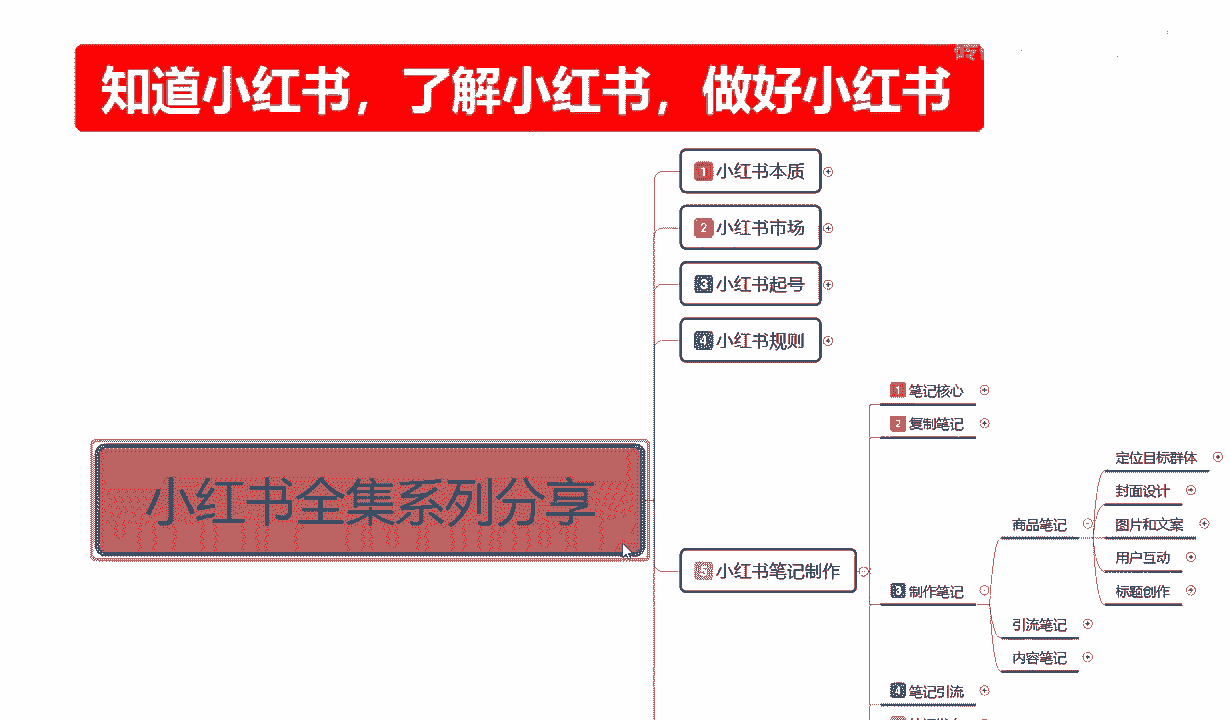 知道小红书，了解小红书，做好小红书
1 小红书本质
2 小红书市场
3 小红书起号
4 小红书规则
小红书全集系列分享
5 小红书笔记制作
1 笔记核心
2 复制笔记
3 制作笔记
商品笔记
定位目标群体
封面设计
图片和文案
用户互动
标题创作
引流笔记
内容笔记
4 笔记引流